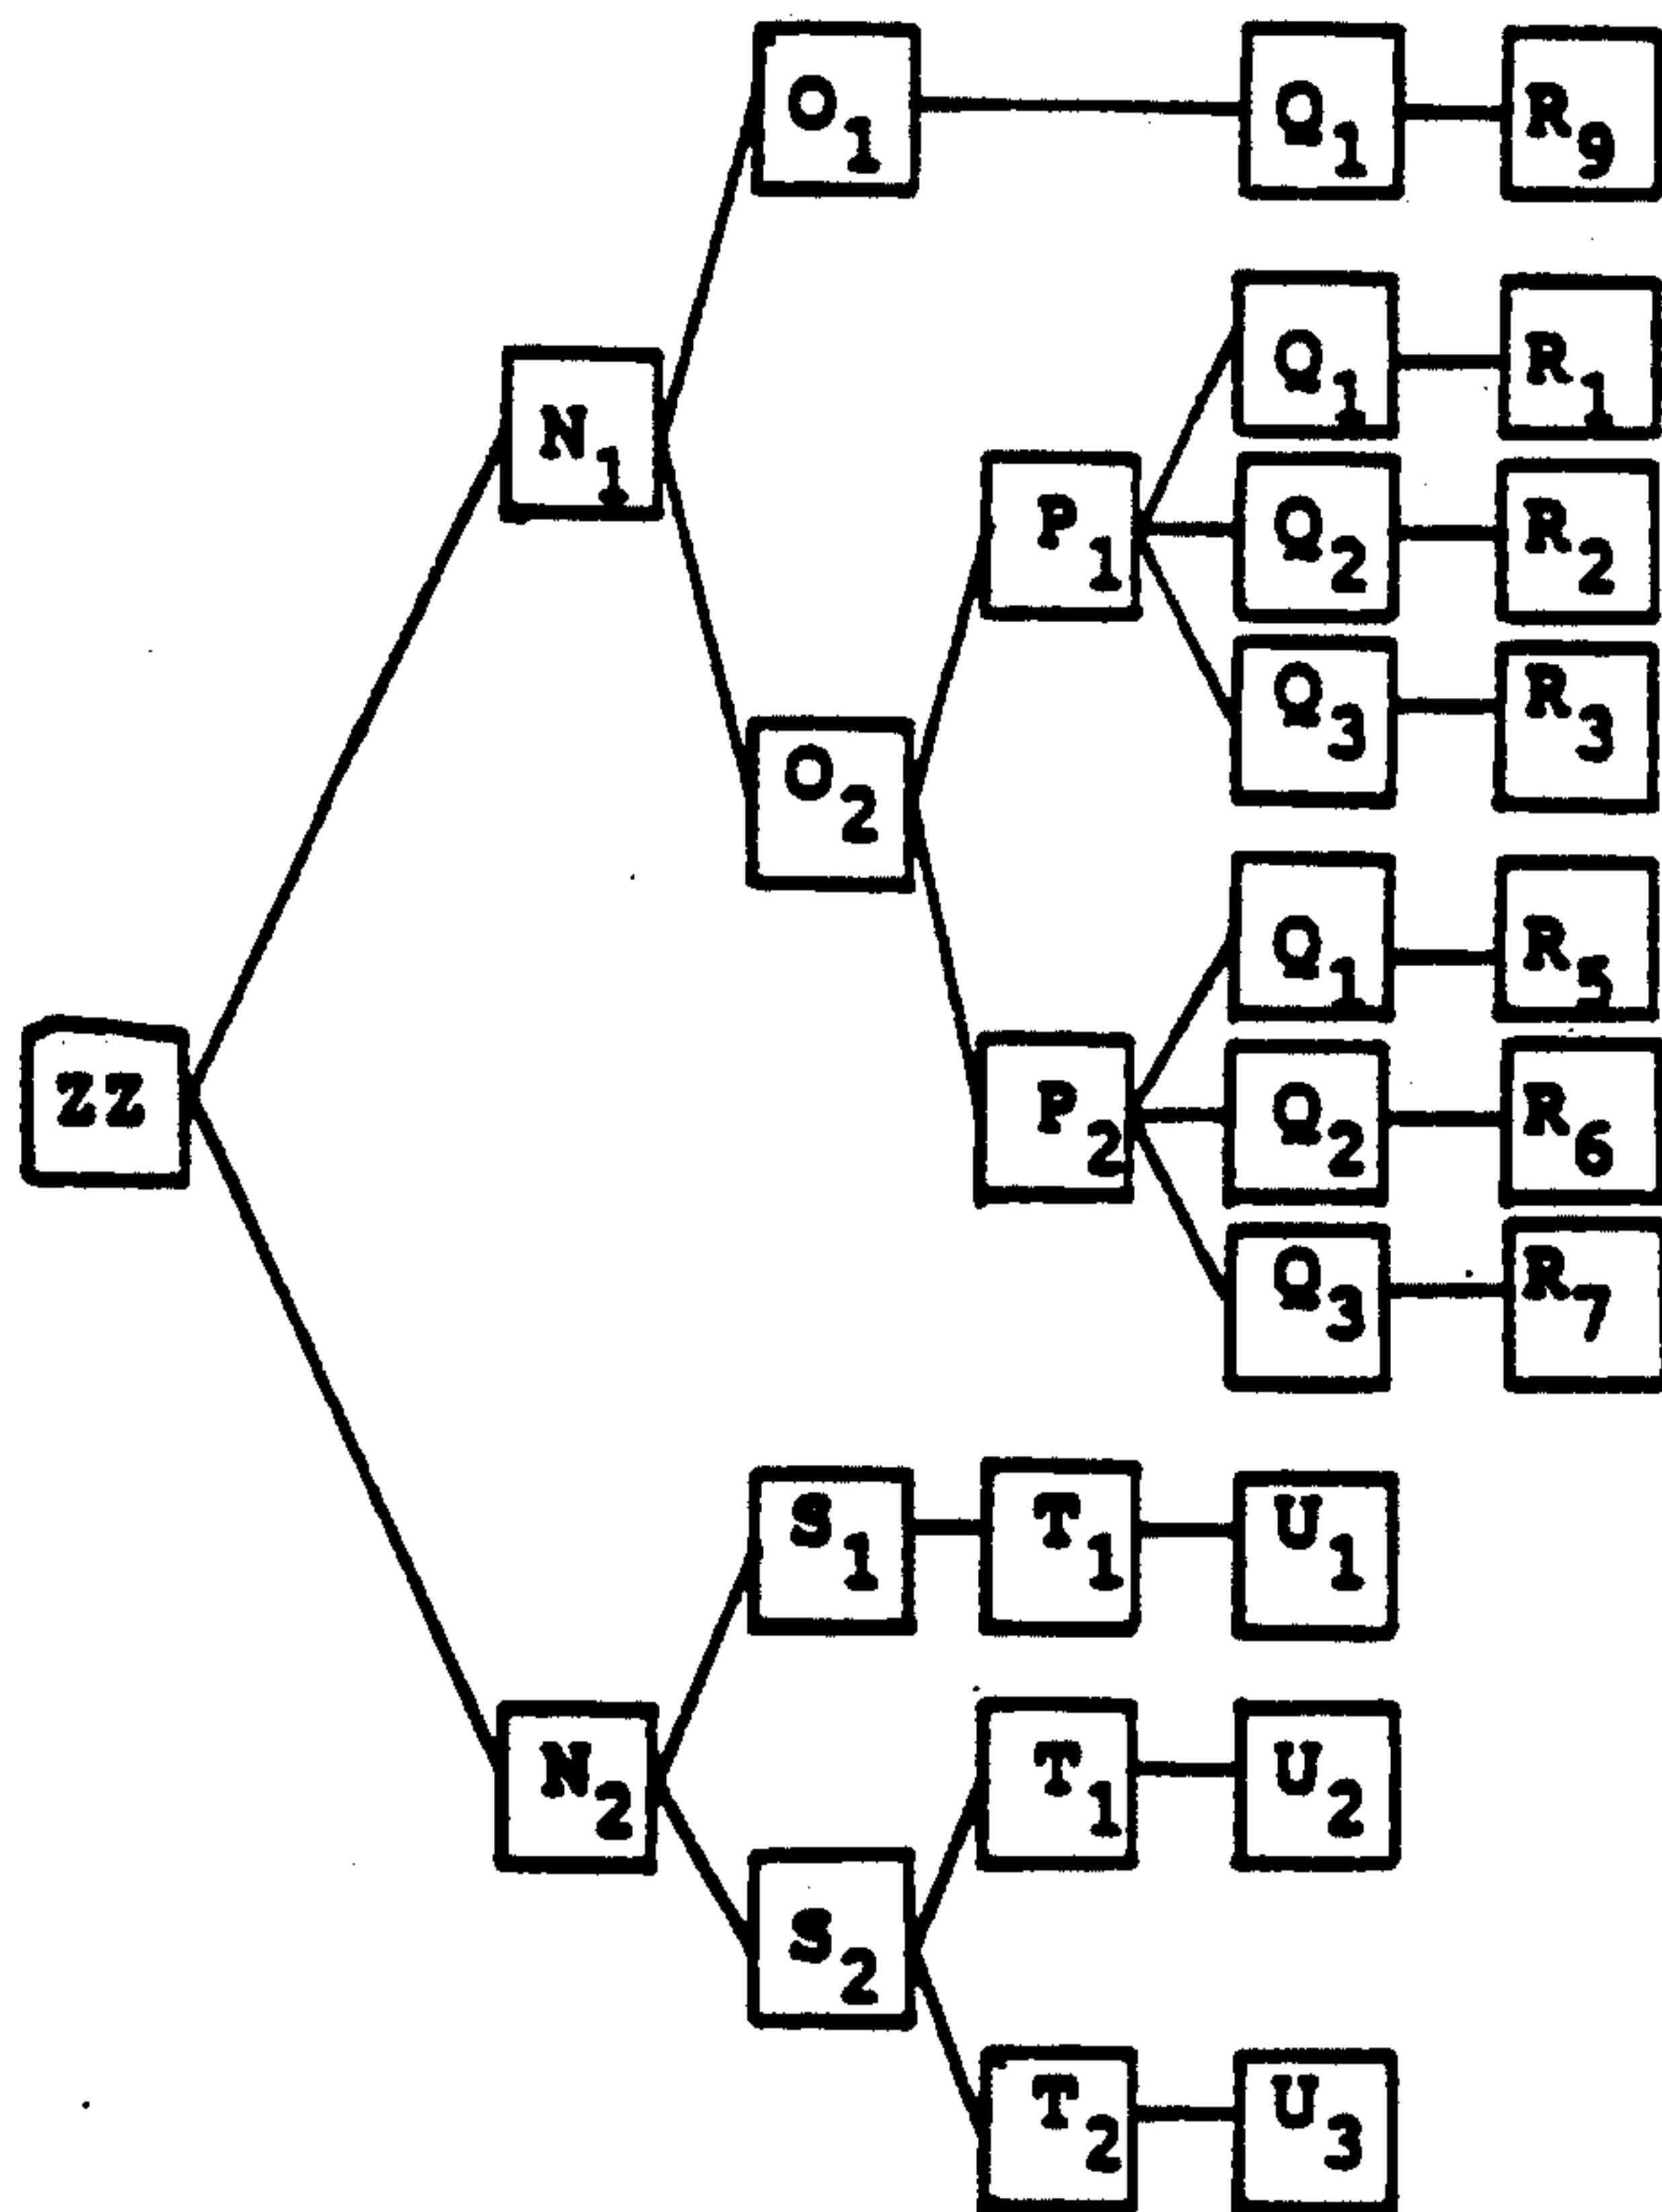 O₁ Q₁ R₉
Q₁ R₁
N₁
P₁ Q₂ R₂
Q₃ R₃
O₂
Q₁ R₅
ZZ P₂ Q₂ R₆
Q₃ R₇
S₁ T₁ U₁
N₂ T₁ U₂
S₂
T₂ U₃